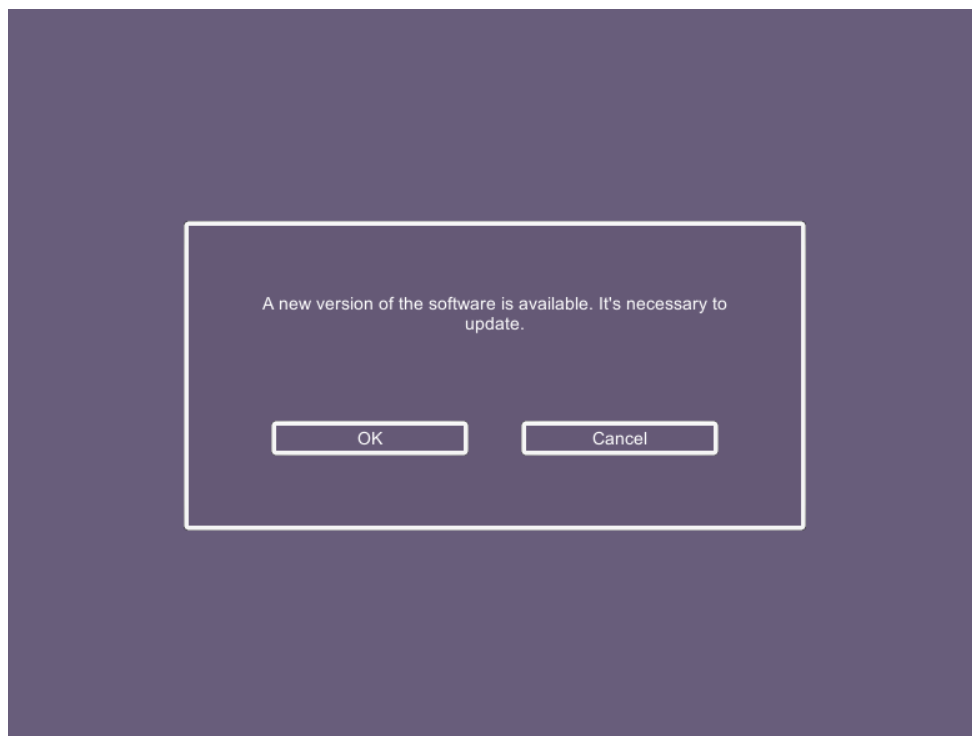 A new version of the software is available. It's necessary to
update.
OK
Cancel